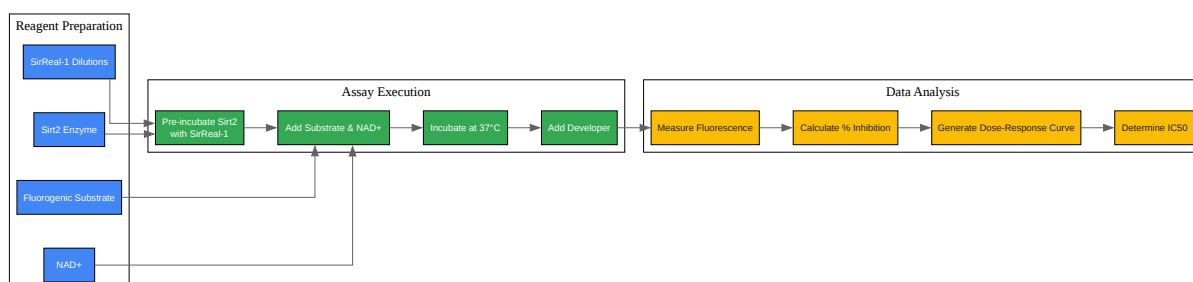 Reagent Preparation
SirReal-1 Dilutions
Sirt2 Enzyme
Fluorogenic Substrate
NAD+
Assay Execution
Pre-incubate Sirt2
with SirReal-1
Add Substrate & NAD+
Incubate at 37°C
Add Developer
Data Analysis
Measure Fluorescence
Calculate % Inhibition
Generate Dose-Response Curve
Determine IC50